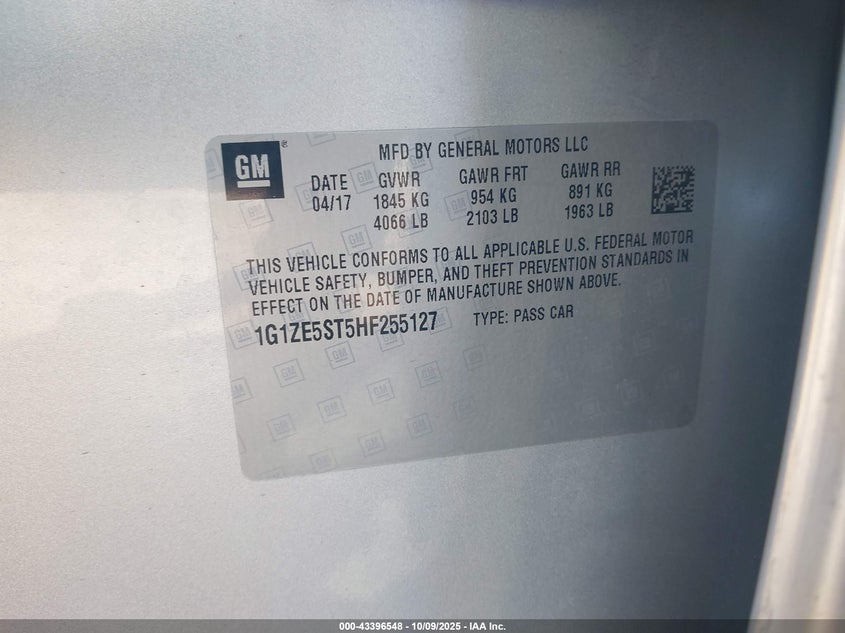 GM
MFD BY GENERAL MOTORS LLC
DATE GVWR GAWR FRT GAWR RR
04/17 1845 KG 954 KG 891 KG
4066 LB 2103 LB 1963 LB
THIS VEHICLE CONFORMS TO ALL APPLICABLE U.S. FEDERAL MOTOR
VEHICLE SAFETY, BUMPER, AND THEFT PREVENTION STANDARDS IN
EFFECT ON THE DATE OF MANUFACTURE SHOWN ABOVE.
1G1ZE5ST5HF255127 TYPE: PASS CAR
000-43396548 - 10/09/2025 - IAA Inc.